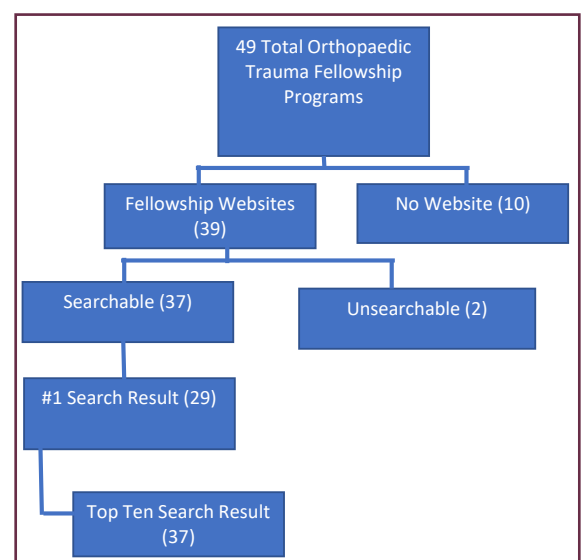 49 Total Orthopaedic
Trauma Fellowship
Programs
Fellowship Websites
(39)
No Website (10)
Searchable (37)
Unsearchable (2)
#1 Search Result (29)
Top Ten Search Result
(37)